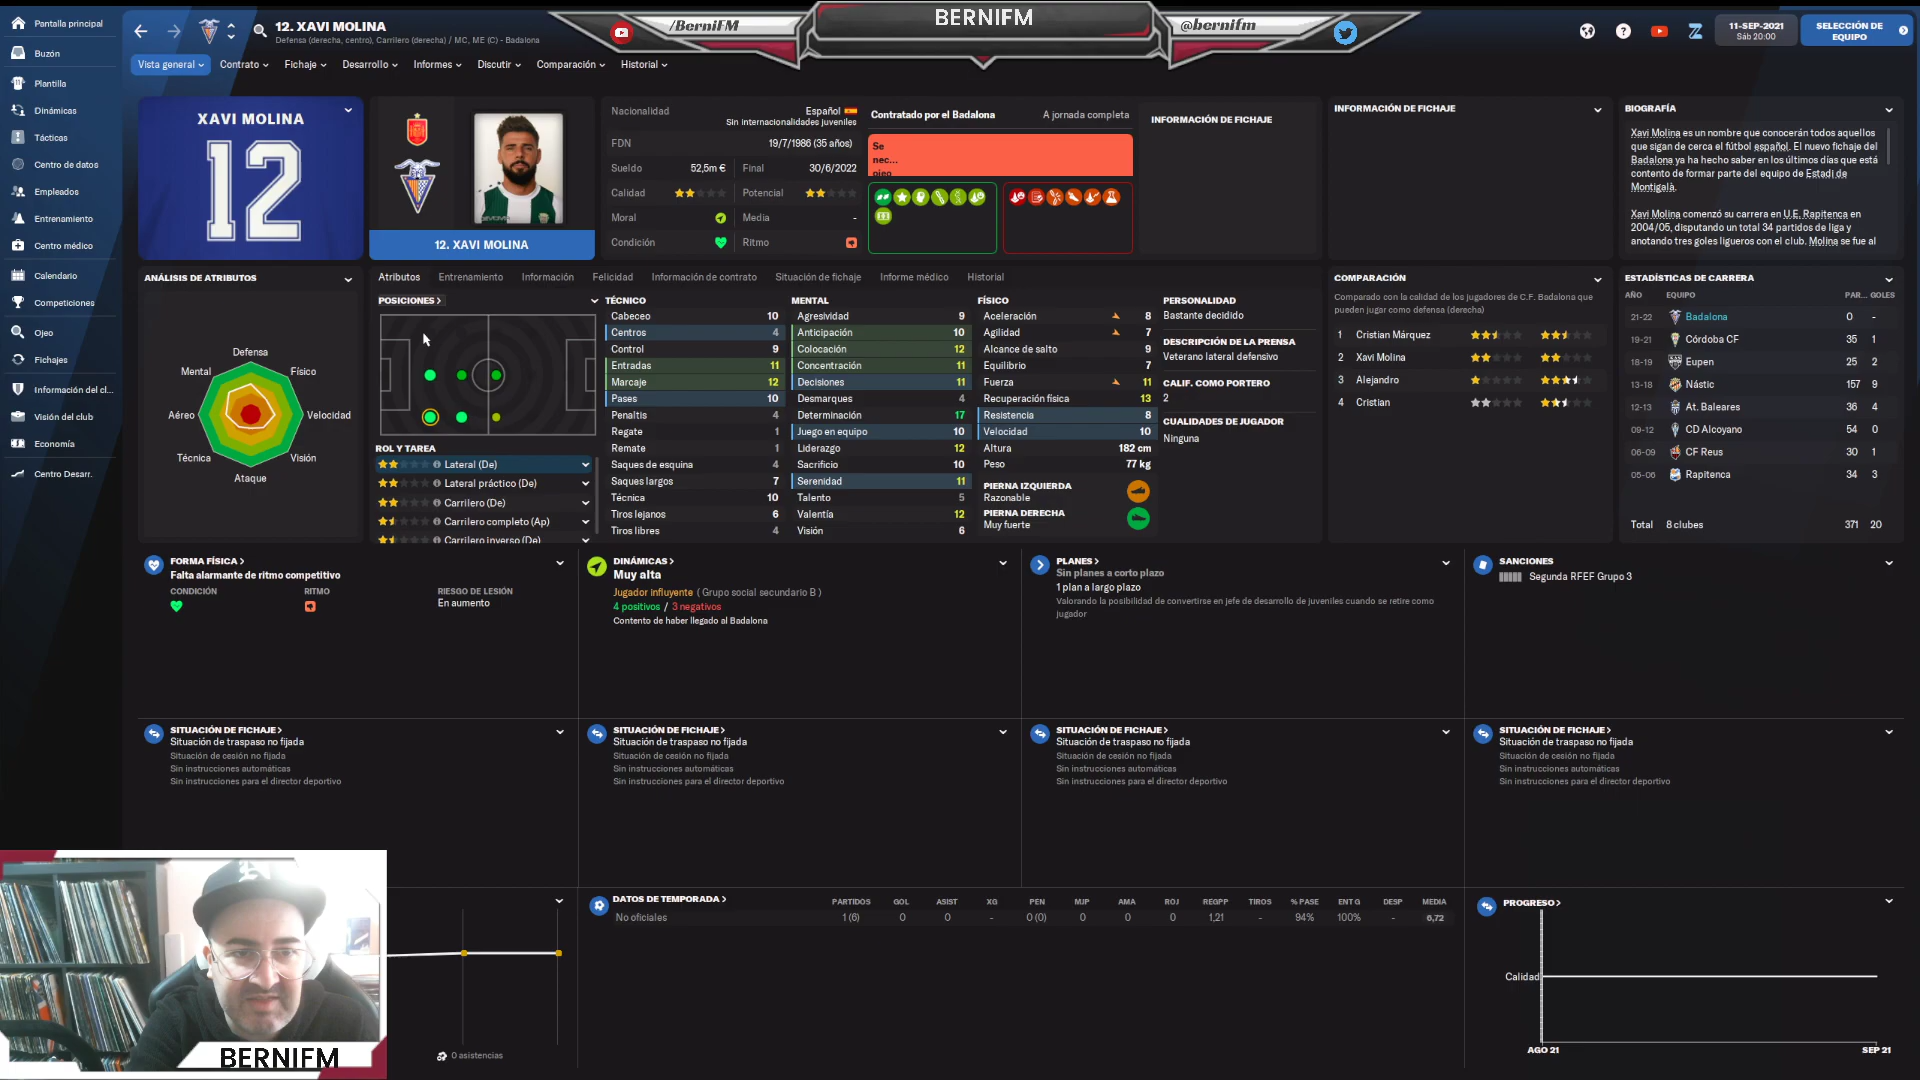 Pantalla principal
Buzón
Plantilla
Dinámicas
Tácticas
Centro de datos
Empleados
Entrenamiento
Centro médico
Calendario
Competiciones
Ojeo
Fichajes
Información del cl...
Visión del club
Economía
Centro Desarr.
12. XAVI MOLINA
Defensa (derecha, centro), Carrilero (derecha) / MC, ME (C) - Badalona
/BerniFM
BERNIFM
@bernifm
11-SEP-2021
Sáb 20:00
SELECCIÓN DE EQUIPO
Vista general
Contrato
Fichaje
Desarrollo
Informes
Discutir
Comparación
Historial
XAVI MOLINA
12
12. XAVI MOLINA
Nacionalidad Español
Sin internacionalidades juveniles
FDN 19/7/1986 (35 años)
Sueldo 52,5m € Final 30/6/2022
Calidad Potencial
Moral Media -
Condición Ritmo
Contratado por el Badalona A jornada completa
Se
nec...
ojeo
INFORMACIÓN DE FICHAJE
INFORMACIÓN DE FICHAJE
BIOGRAFÍA
Xavi Molina es un nombre que conocerán todos aquellos
que sigan de cerca el fútbol español. El nuevo fichaje del
Badalona ya ha hecho saber en los últimos días que está
contento de formar parte del equipo de Estadi de
Montigalà.
Xavi Molina comenzó su carrera en U.E. Rapitenca en
2004/05, disputando un total 34 partidos de liga y
anotando tres goles ligueros con el club. Molina se fue al
ANÁLISIS DE ATRIBUTOS
Defensa
Mental Físico
Aéreo Velocidad
Técnica Visión
Ataque
Atributos
Entrenamiento
Información
Felicidad
Información de contrato
Situación de fichaje
Informe médico
Historial
POSICIONES >
ROL Y TAREA
Lateral (De)
Lateral práctico (De)
Carrilero (De)
Carrilero completo (Ap)
Carrilero inverso (De)
TÉCNICO
Cabeceo 10
Centros 4
Control 9
Entradas 11
Marcaje 12
Pases 10
Penaltis 4
Regate 1
Remate 1
Saques de esquina 4
Saques largos 7
Técnica 10
Tiros lejanos 6
Tiros libres 4
MENTAL
Agresividad 9
Anticipación 10
Colocación 12
Concentración 11
Decisiones 11
Desmarques 4
Determinación 17
Juego en equipo 10
Liderazgo 12
Sacrificio 10
Serenidad 11
Talento 5
Valentía 12
Visión 6
FÍSICO
Aceleración 8
Agilidad 7
Alcance de salto 9
Equilibrio 7
Fuerza 11
Recuperación física 13
Resistencia 8
Velocidad 10
Altura 182 cm
Peso 77 kg
PIERNA IZQUIERDA
Razonable
PIERNA DERECHA
Muy fuerte
PERSONALIDAD
Bastante decidido
DESCRIPCIÓN DE LA PRENSA
Veterano lateral defensivo
CALIF. COMO PORTERO
2
CUALIDADES DE JUGADOR
Ninguna
COMPARACIÓN
Comparado con la calidad de los jugadores de C.F. Badalona que
pueden jugar como defensa (derecha)
1 Cristian Márquez
2 Xavi Molina
3 Alejandro
4 Cristian
ESTADÍSTICAS DE CARRERA
AÑO EQUIPO PAR... GOLES
21-22 Badalona 0 -
19-21 Córdoba CF 35 1
18-19 Eupen 25 2
13-18 Nástic 157 9
12-13 At. Baleares 36 4
09-12 CD Alcoyano 54 0
06-09 CF Reus 30 1
05-06 Rapitenca 34 3
Total 8 clubes 371 20
FORMA FÍSICA >
Falta alarmante de ritmo competitivo
CONDICIÓN RITMO RIESGO DE LESIÓN
En aumento
DINÁMICAS >
Muy alta
Jugador influyente ( Grupo social secundario B )
4 positivos / 3 negativos
Contento de haber llegado al Badalona
PLANES >
Sin planes a corto plazo
1 plan a largo plazo
Valorando la posibilidad de convertirse en jefe de desarrollo de juveniles cuando se retire como
jugador
SANCIONES
Segunda RFEF Grupo 3
SITUACIÓN DE FICHAJE >
Situación de traspaso no fijada
Situación de cesión no fijada
Sin instrucciones automáticas
Sin instrucciones para el director deportivo
SITUACIÓN DE FICHAJE >
Situación de traspaso no fijada
Situación de cesión no fijada
Sin instrucciones automáticas
Sin instrucciones para el director deportivo
SITUACIÓN DE FICHAJE >
Situación de traspaso no fijada
Situación de cesión no fijada
Sin instrucciones automáticas
Sin instrucciones para el director deportivo
SITUACIÓN DE FICHAJE >
Situación de traspaso no fijada
Situación de cesión no fijada
Sin instrucciones automáticas
Sin instrucciones para el director deportivo
0 asistencias
DATOS DE TEMPORADA >
PARTIDOS GOL ASIST XG PEN MJP AMA ROJ REGPP TIROS % PASE ENT G DESP MEDIA
No oficiales 1 (6) 0 0 - 0 (0) 0 0 0 1,21 - 94% 100% - 6,72
PROGRESO >
Calidad
AGO 21 SEP 21
BERNIFM